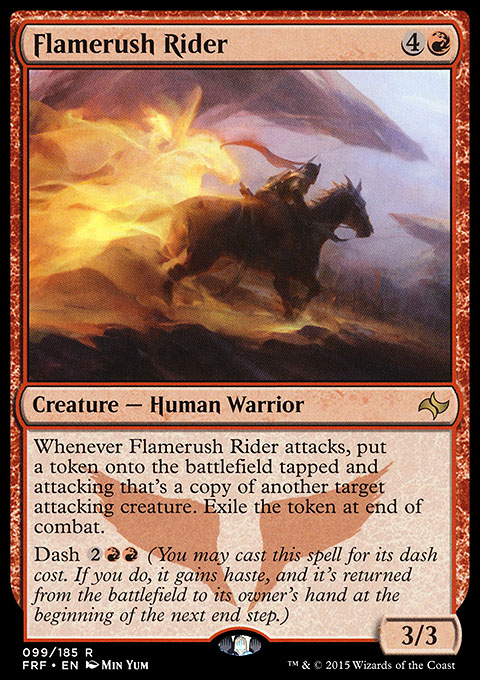 Flamerush Rider 4
Creature — Human Warrior
Whenever Flamerush Rider attacks, put
a token onto the battlefield tapped and
attacking that's a copy of another target
attacking creature. Exile the token at end of
combat.
Dash 2 (You may cast this spell for its dash
cost. If you do, it gains haste, and it's returned
from the battlefield to its owner's hand at the
beginning of the next end step.)
3/3
099/185 R
FRF • EN Min Yum
™ & © 2015 Wizards of the Coast